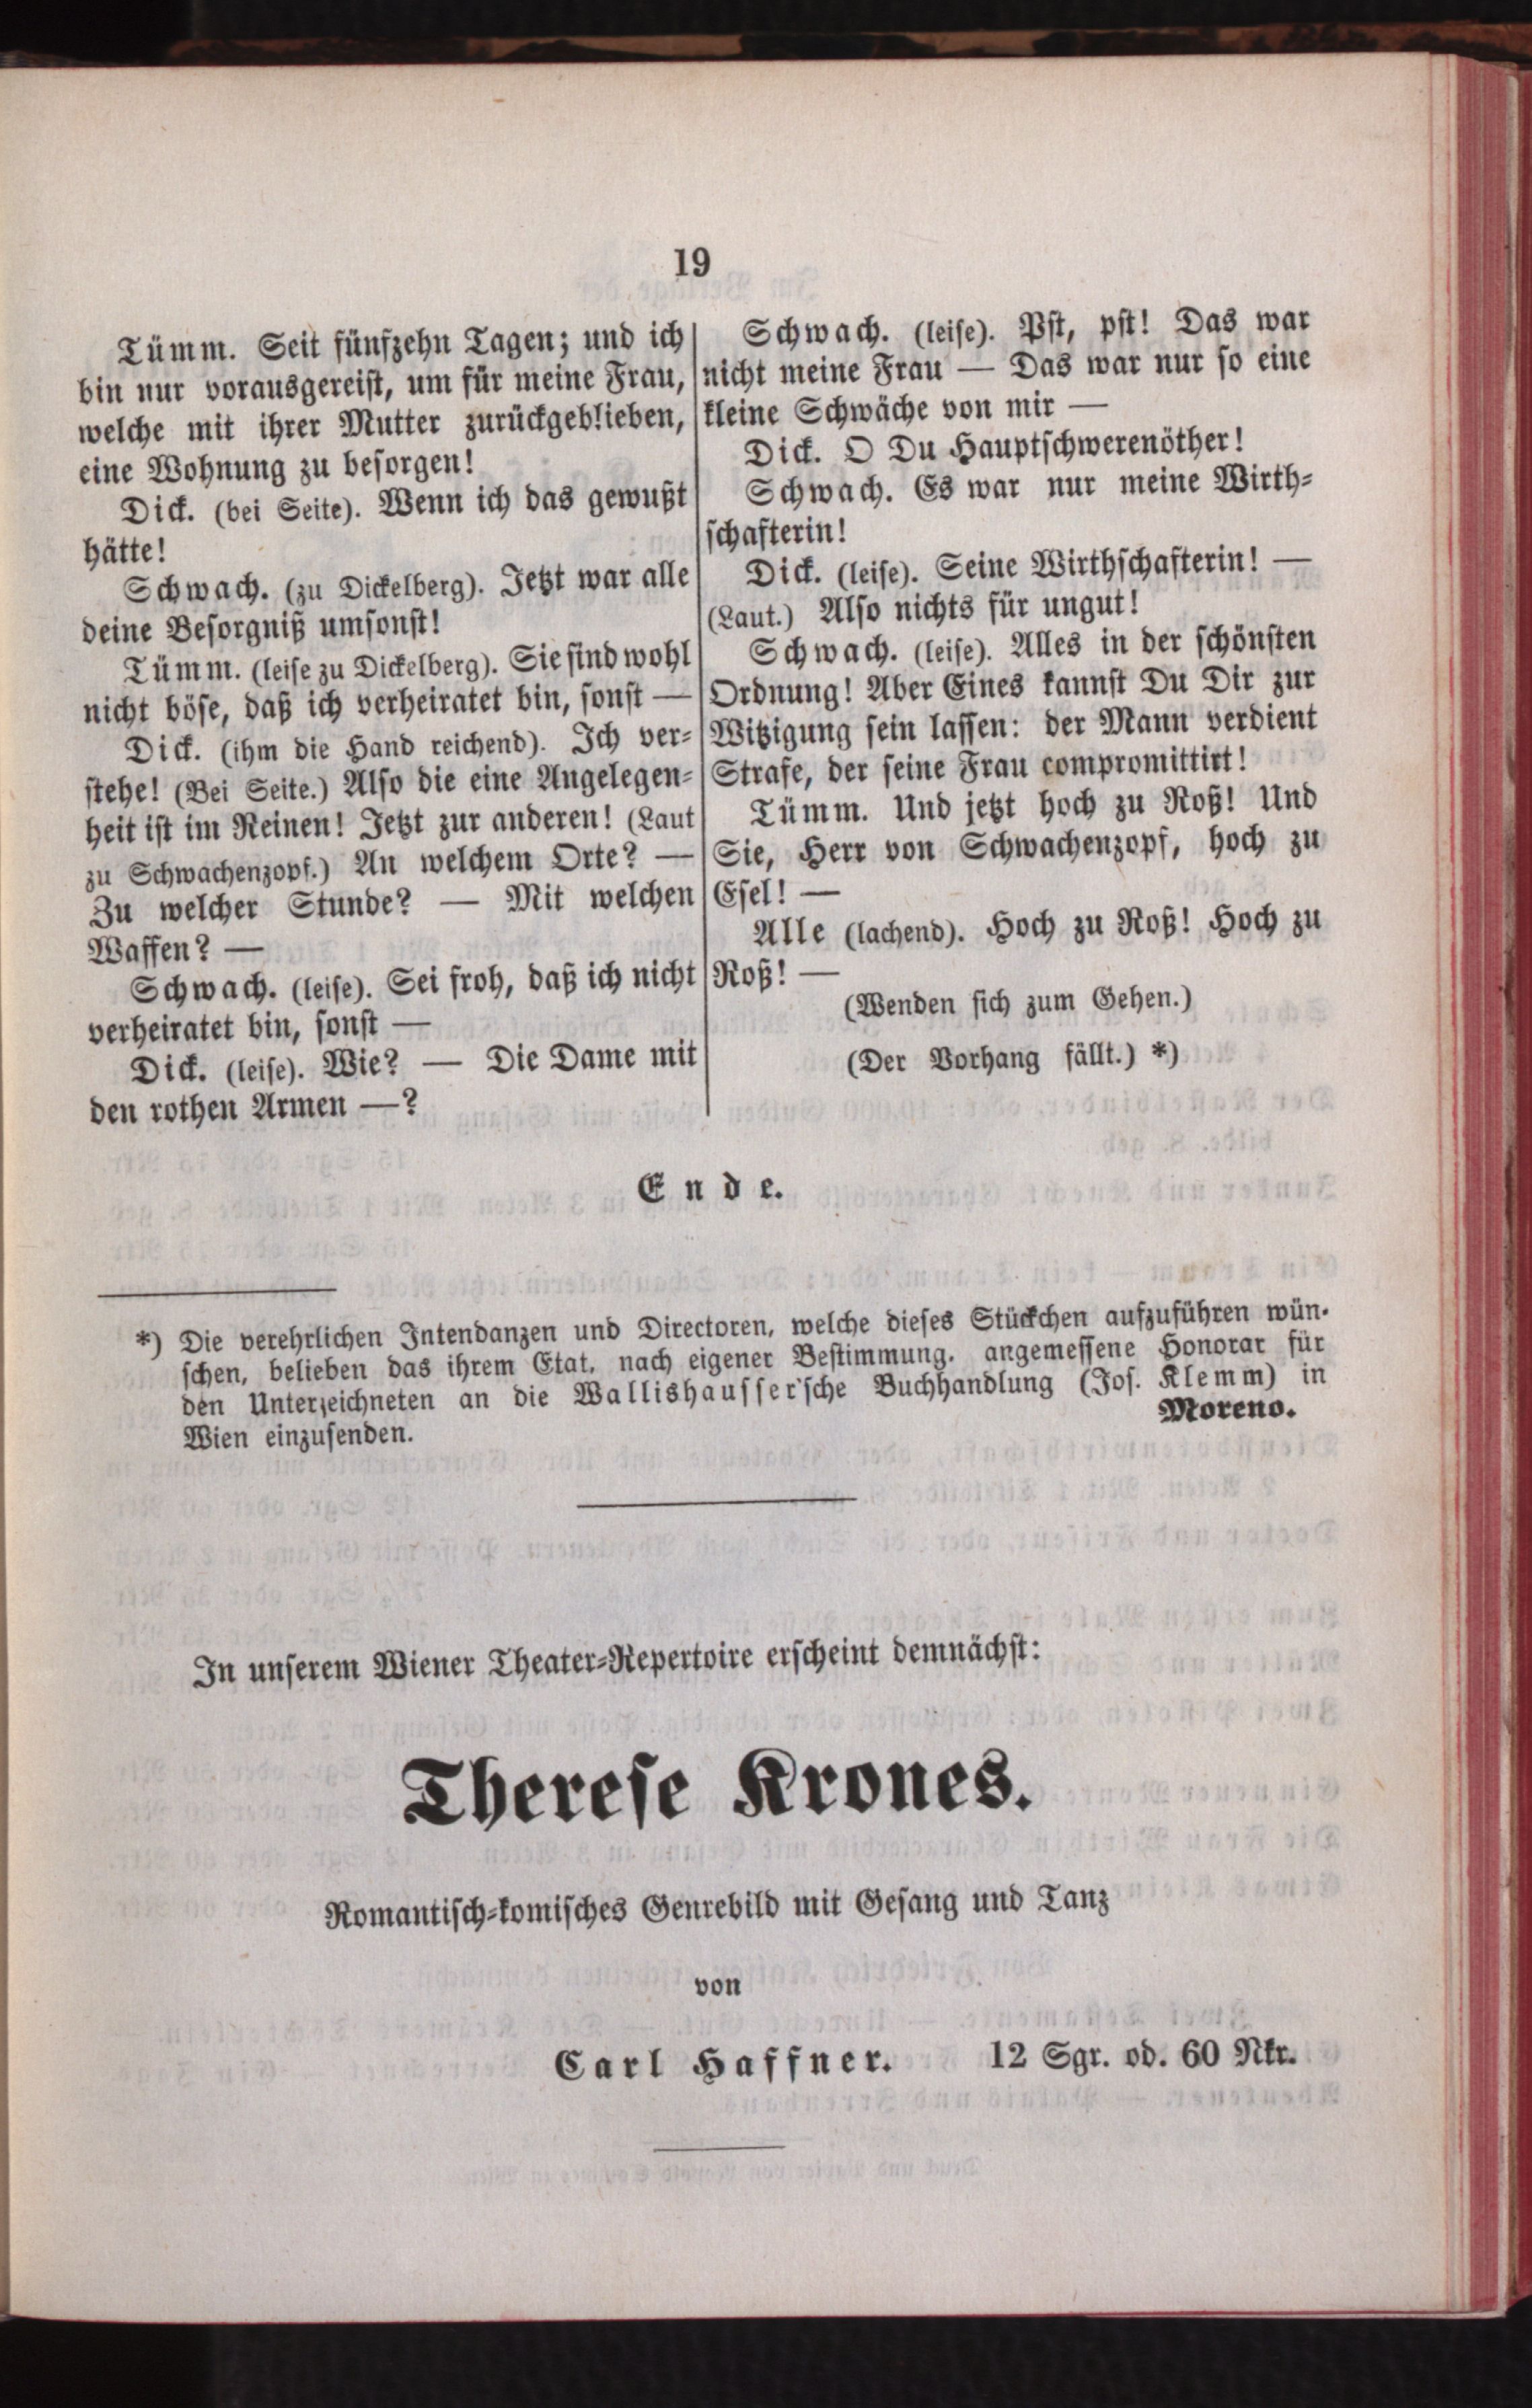 19
Tümm. Seit fünfzehn Tagen; und ich
bin nur vorausgereist, um für meine Frau,
welche mit ihrer Mutter zurückgeblieben,
eine Wohnung zu besorgen!
Dick. (bei Seite). Wenn ich das gewußt
hätte!
Schwach. (zu Dickelberg). Jetzt war alle
deine Besorgniß umsonst!
Tümm. (leise zu Dickelberg). Sie sind wohl
nicht böse, daß ich verheiratet bin, sonst —
Dick. (ihm die Hand reichend). Ich ver-
stehe! (Bei Seite.) Also die eine Angelegen-
heit ist im Reinen! Jetzt zur anderen! (Laut
zu Schwachenzopf.) An welchem Orte? —
Zu welcher Stunde? — Mit welchen
Waffen? —
Schwach. (leise). Sei froh, daß ich nicht
verheiratet bin, sonst —
Dick. (leise). Wie? — Die Dame mit
den rothen Armen —?
Schwach. (leise). Pst, pst! Das war
nicht meine Frau — Das war nur so eine
kleine Schwäche von mir —
Dick. O Du Hauptschwerenöther!
Schwach. Es war nur meine Wirth-
schafterin!
Dick. (leise). Seine Wirthschafterin! —
(Laut.) Also nichts für ungut!
Schwach. (leise). Alles in der schönsten
Ordnung! Aber Eines kannst Du Dir zur
Witzigung sein lassen: der Mann verdient
Strafe, der seine Frau compromittirt!
Tümm. Und jetzt hoch zu Roß! Und
Sie, Herr von Schwachenzopf, hoch zu
Esel! —
Alle (lachend). Hoch zu Roß! Hoch zu
Roß! —
(Wenden sich zum Gehen.)
(Der Vorhang fällt.) *)
Ende.
*) Die verehrlichen Intendanzen und Directoren, welche dieses Stückchen aufzuführen wün-
schen, belieben das ihrem Etat, nach eigener Bestimmung, angemessene Honorar für
den Unterzeichneten an die Wallishausser'sche Buchhandlung (Jos. Klemm) in
Wien einzusenden.
Moreno.
In unserem Wiener Theater-Repertoire erscheint demnächst:
Therese Krones.
Romantisch-komisches Genrebild mit Gesang und Tanz
von
Carl Haffner. 12 Sgr. od. 60 Nkr.